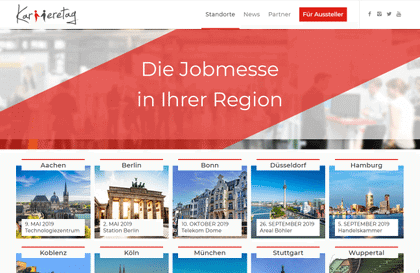 Karrieretag
Standorte News Partner Für Aussteller
Die Jobmesse
in Ihrer Region
Aachen Berlin Bonn Düsseldorf Hamburg
9. MAI 2019 2. MAI 2019 10. OKTOBER 2019 26. SEPTEMBER 2019 5. SEPTEMBER 2019
Technologiezentrum Station Berlin Telekom Dome Areal Böhler Handelskammer
Koblenz Köln München Stuttgart Wuppertal